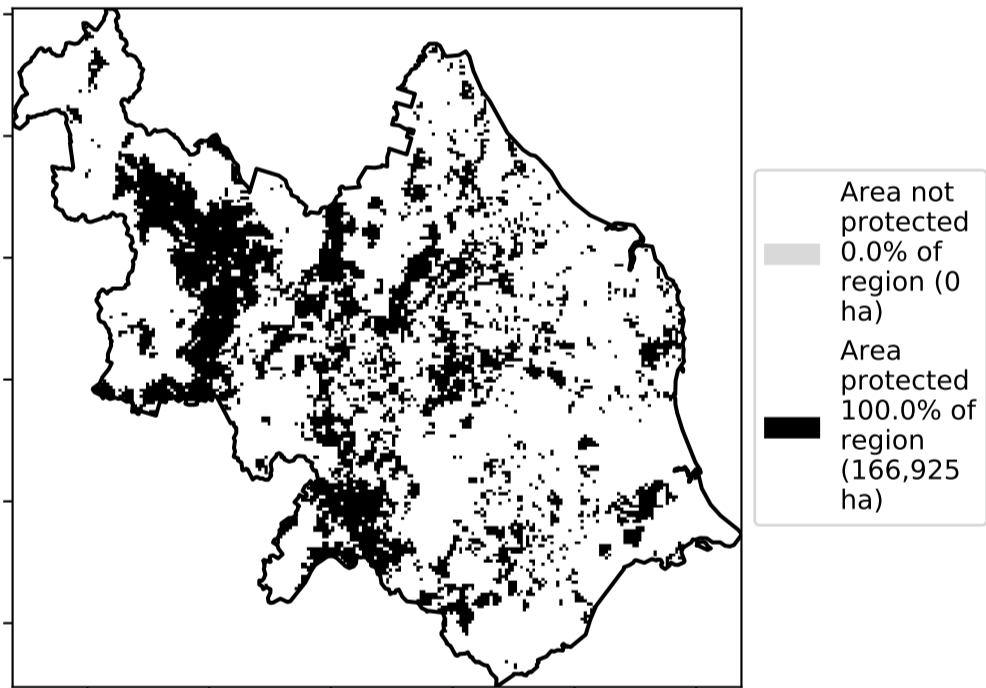 Area not
protected
0.0% of
region (0
ha)
Area
protected
100.0% of
region
(166,925
ha)